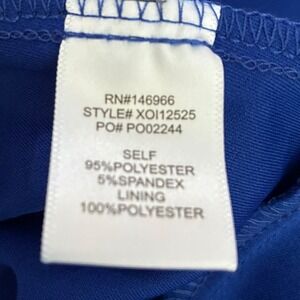 RN#146966
STYLE# XOI12525
PO# PO02244
SELF
95%POLYESTER
5%SPANDEX
LINING
100%POLYESTER